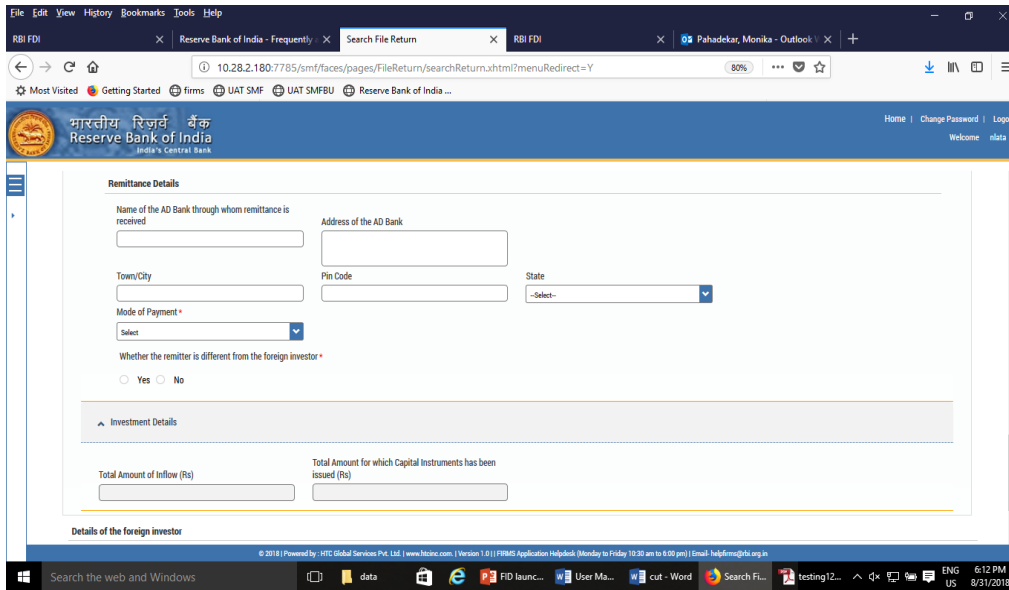 File Edit View History Bookmarks Tools Help
RBI FDI Reserve Bank of India - Frequently Search File Return RBI FDI Pahadekar, Monika - Outlook
10.28.2.180:7785/smf/faces/pages/FileReturn/searchReturn.xhtml?menuRedirect=Y 80%
Most Visited Getting Started firms UAT SMF UAT SMFBU Reserve Bank of India ...
भारतीय रिज़र्व बैंक
Reserve Bank of India
India's Central Bank
Home | Change Password | Logo
Welcome nlata
Remittance Details
Name of the AD Bank through whom remittance is
received
Address of the AD Bank
Town/City Pin Code State
--Select--
Mode of Payment *
Select
Whether the remitter is different from the foreign investor *
Yes No
Investment Details
Total Amount of Inflow (Rs)
Total Amount for which Capital Instruments has been
issued (Rs)
Details of the foreign investor
© 2018 | Powered by : HTC Global Services Pvt. Ltd. | www.htcinc.com. | Version 1.0 | | FIRMS Application Helpdesk (Monday to Friday 10:30 am to 6:00 pm) | Email- helpfirms@rbi.org.in
Search the web and Windows data FID launc... User Ma... cut - Word Search Fi... testing12... ENG 6:12 PM
US 8/31/2018